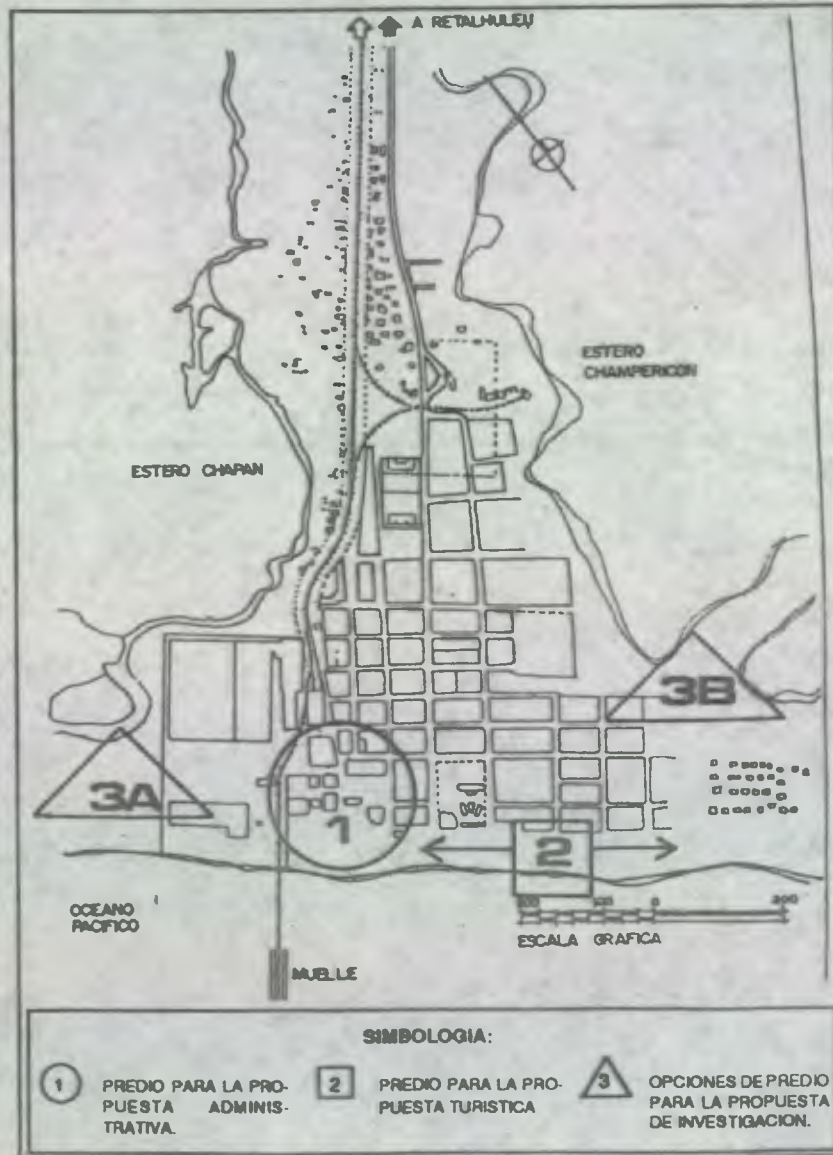 A RETALHULEU
ESTERO
CHAMPERICON
ESTERO CHAPAN
3B
3A
1
2
OCEANO
PACIFICO
ESCALA GRAFICA
MUELLE
SIMBOLOGIA:
1 PREDIO PARA LA PRO-
PUESTA ADMINIS-
TRATIVA.
2 PREDIO PARA LA PRO-
PUESTA TURISTICA
3 OPCIONES DE PREDIO
PARA LA PROPUESTA
DE INVESTIGACION.